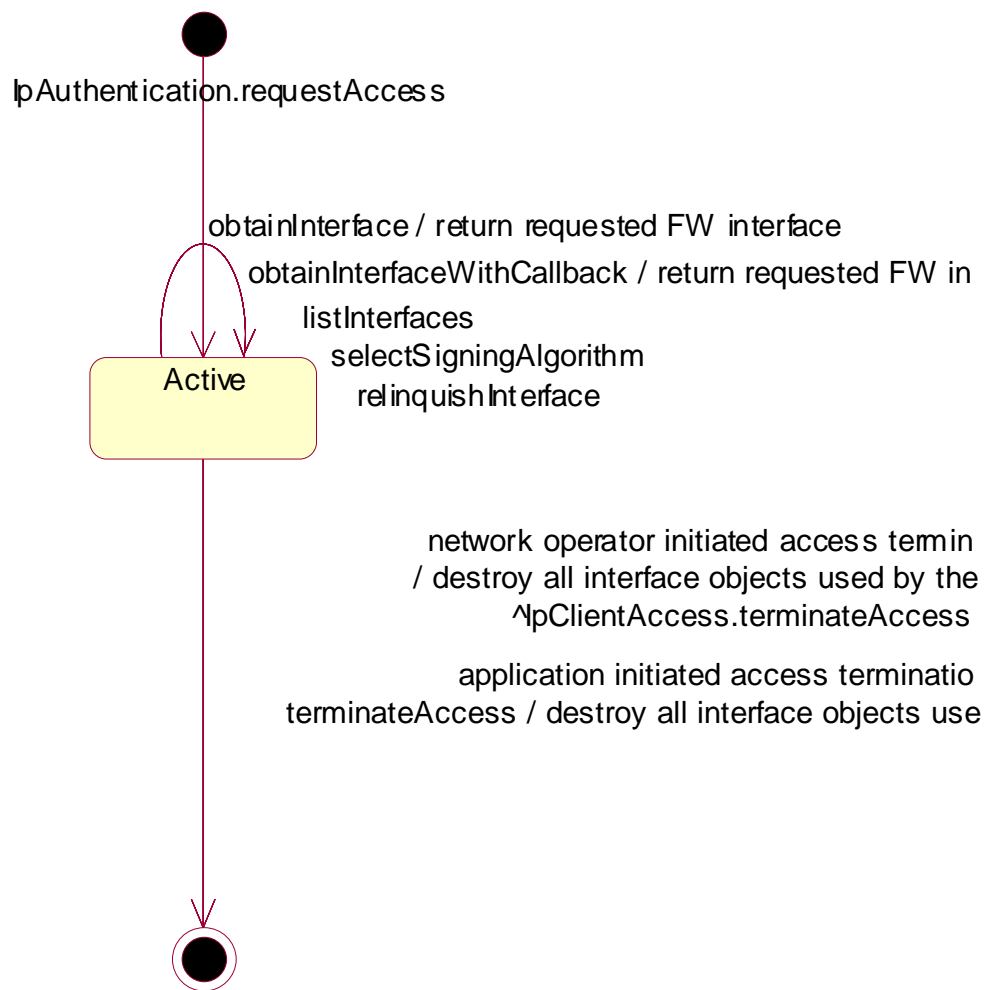 IpAuthentication.requestAccess
obtainInterface / return requested FW interface
obtainInterfaceWithCallback / return requested FW in
listInterfaces
selectSigningAlgorithm
relinquishInterface
Active
network operator initiated access termin
/ destroy all interface objects used by the
^IpClientAccess.terminateAccess
application initiated access terminatio
terminateAccess / destroy all interface objects use